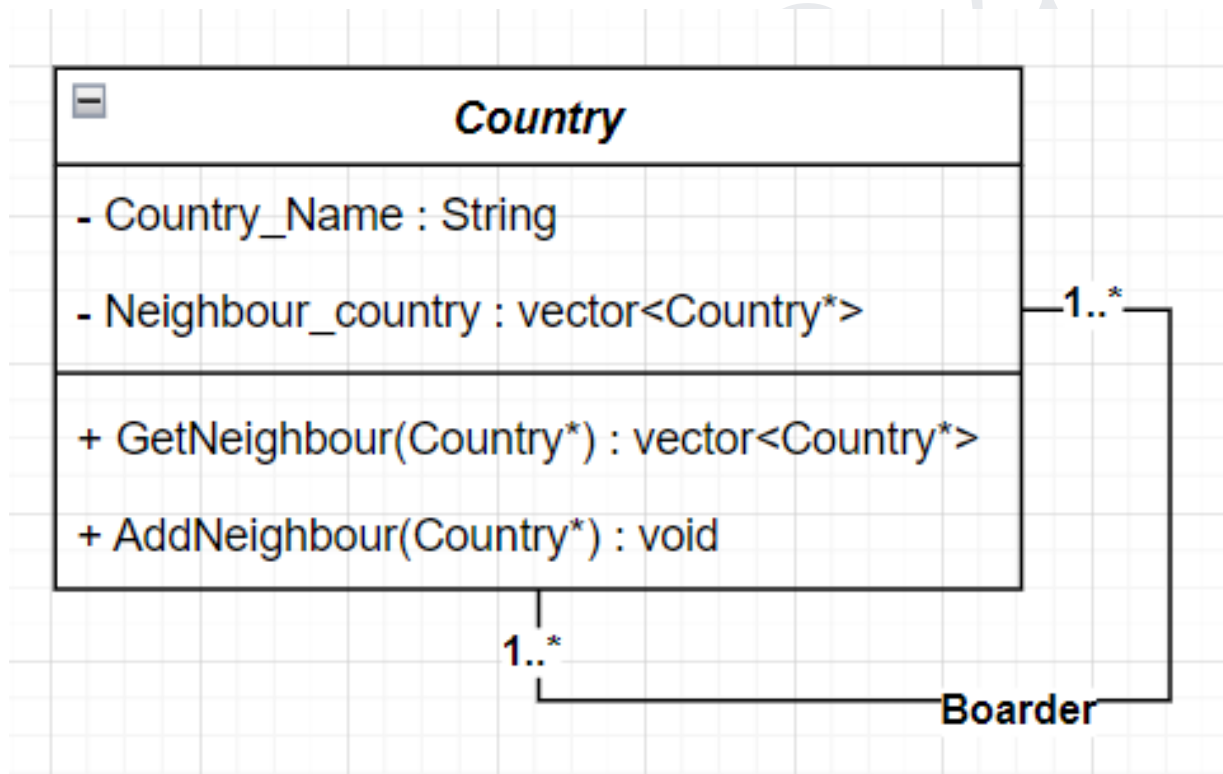 Country
- Country_Name : String
- Neighbour_country : vector<Country*>
1..*
+ GetNeighbour(Country*) : vector<Country*>
+ AddNeighbour(Country*) : void
1..*
Boarder